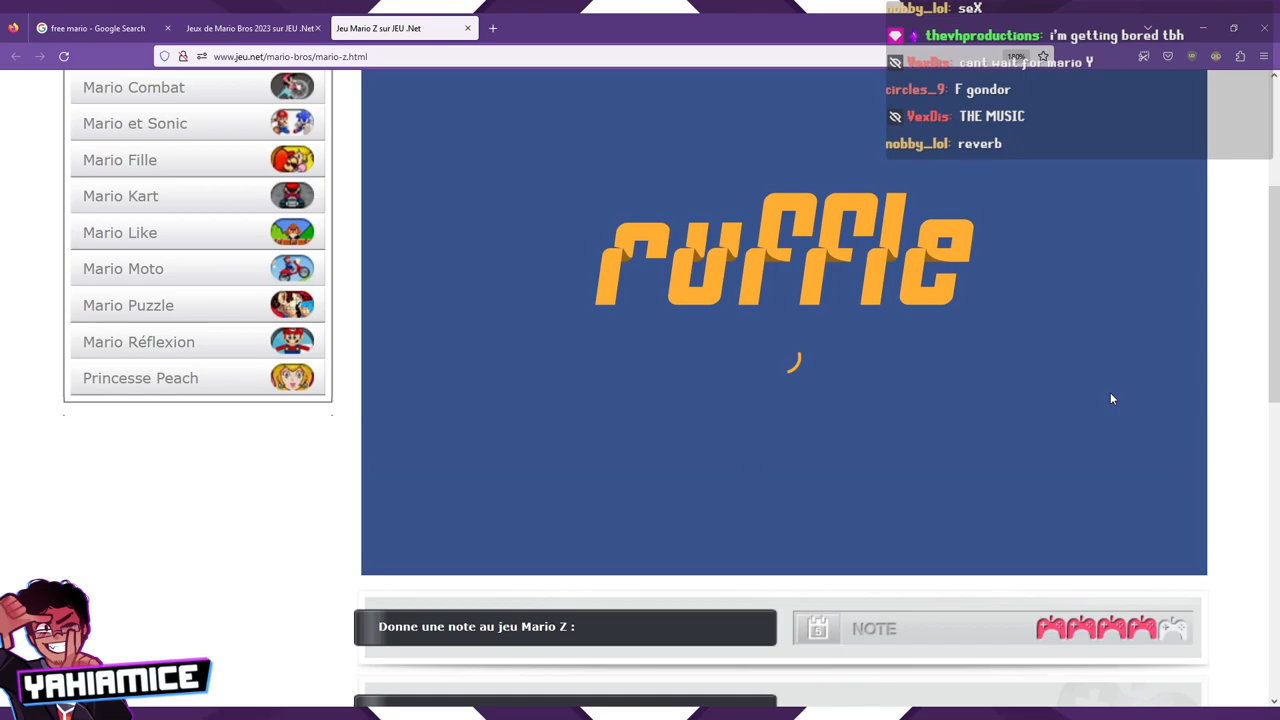 nobby_lol: seX
free mario
Jeux de Mario Bros 2023 sur JEU .Net
Jeu Mario Z sur JEU .Net
thevhproductions: i'm getting bored tbh
www.jeu.net/mario-bros/mario-z.html
180%
VexDis: cant wait for mario Y
circles_9: F gondor
VexDis: THE MUSIC
nobby_lol: reverb
Mario Combat
Mario et Sonic
Mario Fille
Mario Kart
Mario Like
Mario Moto
Mario Puzzle
Mario Réflexion
Princesse Peach
ruffle
Donne une note au jeu Mario Z :
5
NOTE
YAHIAMICE